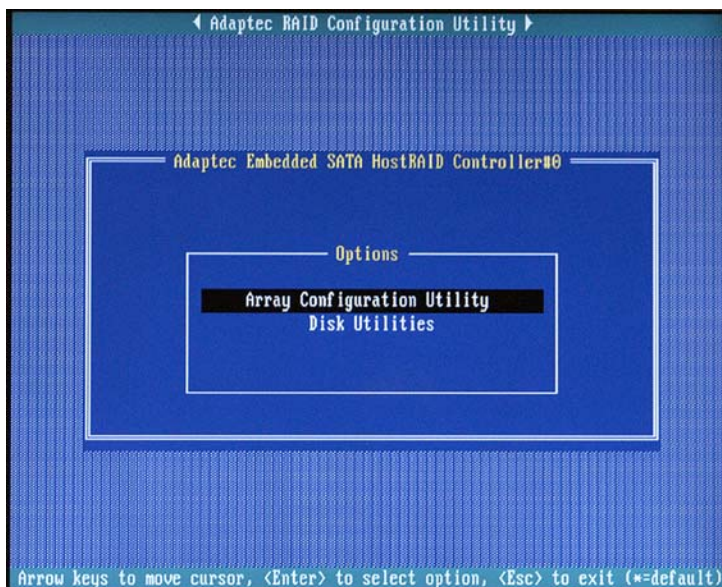 Adaptec RAID Configuration Utility
Adaptec Embedded SATA HostRAID Controller#0
Options
Array Configuration Utility
Disk Utilities
Arrow keys to move cursor, <Enter> to select option, <Esc> to exit (*=default)